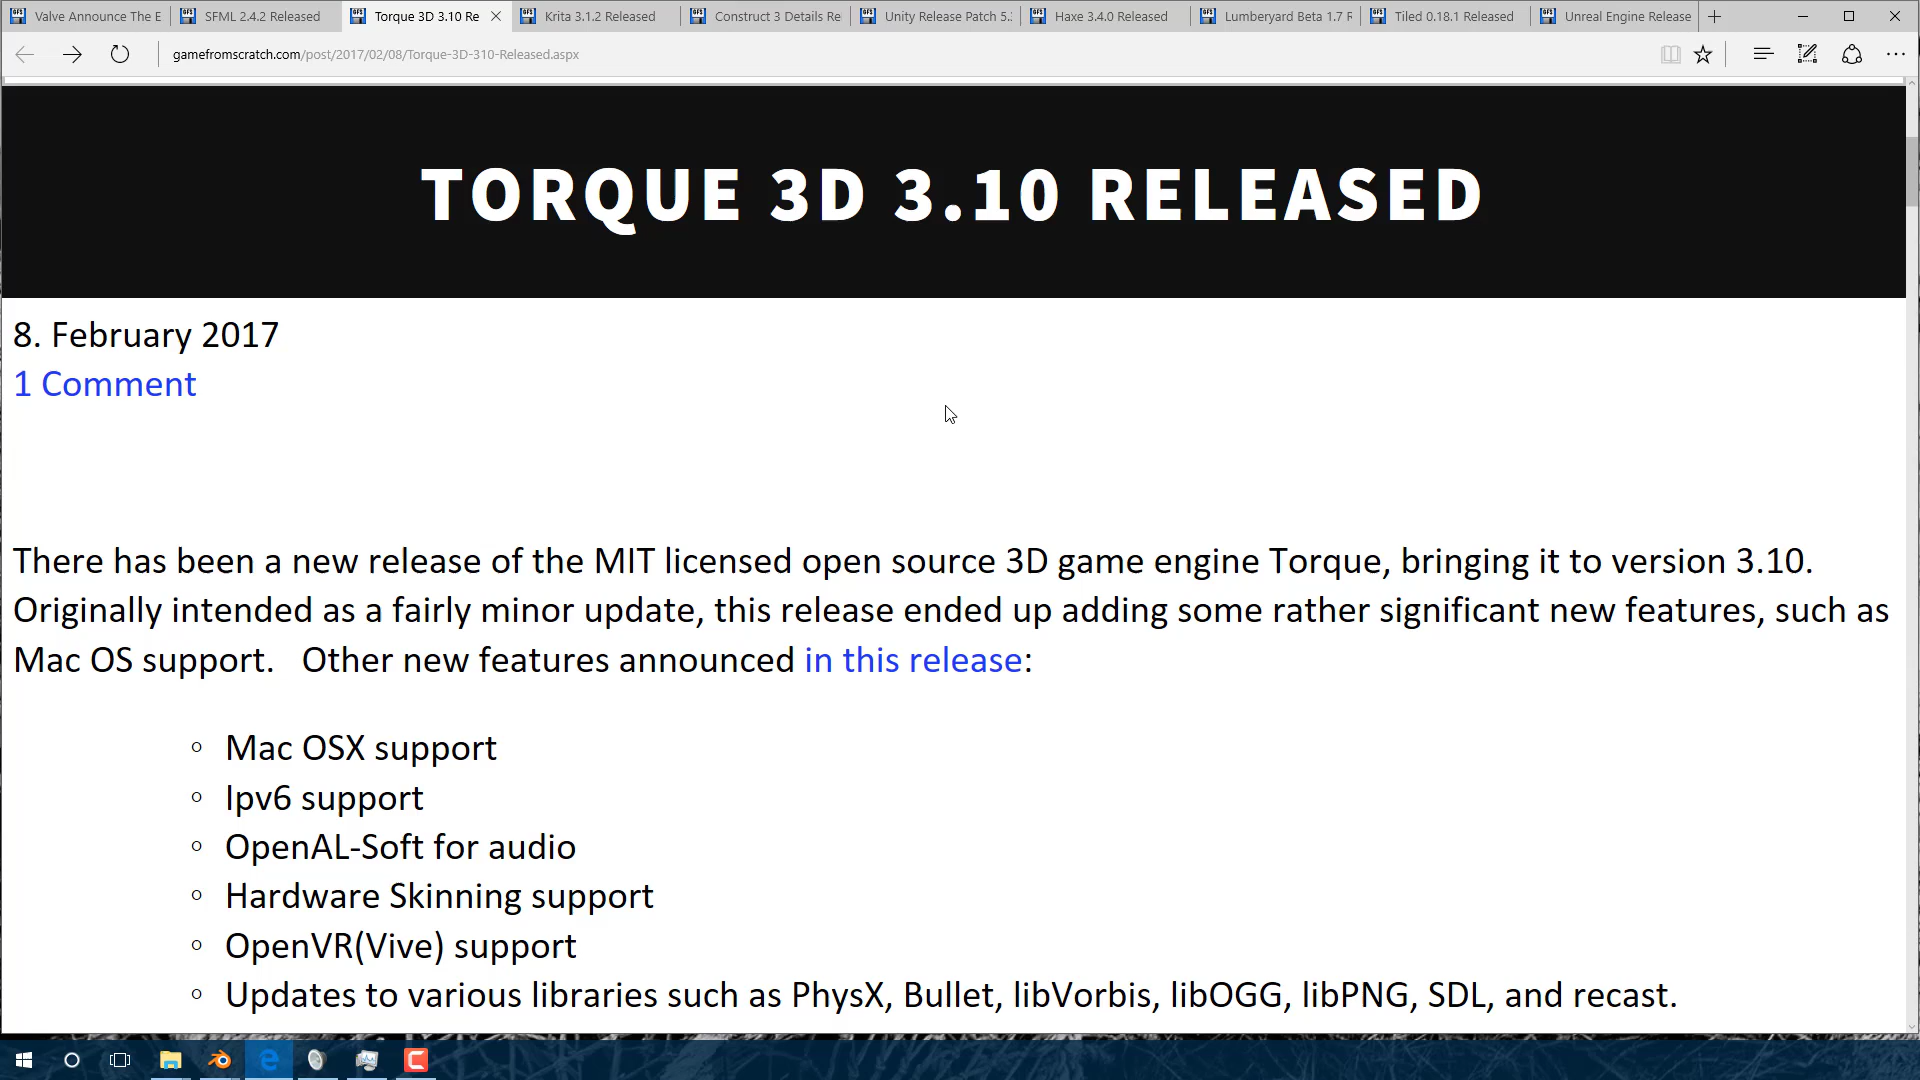 Valve Announce The E
SFML 2.4.2 Released
Torque 3D 3.10 Re
Krita 3.1.2 Released
Construct 3 Details Re
Unity Release Patch 5.
Haxe 3.4.0 Released
Lumberyard Beta 1.7 R
Tiled 0.18.1 Released
Unreal Engine Release
gamefromscratch.com/post/2017/02/08/Torque-3D-310-Released.aspx
TORQUE 3D 3.10 RELEASED
8. February 2017
1 Comment
There has been a new release of the MIT licensed open source 3D game engine Torque, bringing it to version 3.10.
Originally intended as a fairly minor update, this release ended up adding some rather significant new features, such as
Mac OS support.   Other new features announced in this release:
Mac OSX support
Ipv6 support
OpenAL-Soft for audio
Hardware Skinning support
OpenVR(Vive) support
Updates to various libraries such as PhysX, Bullet, libVorbis, libOGG, libPNG, SDL, and recast.